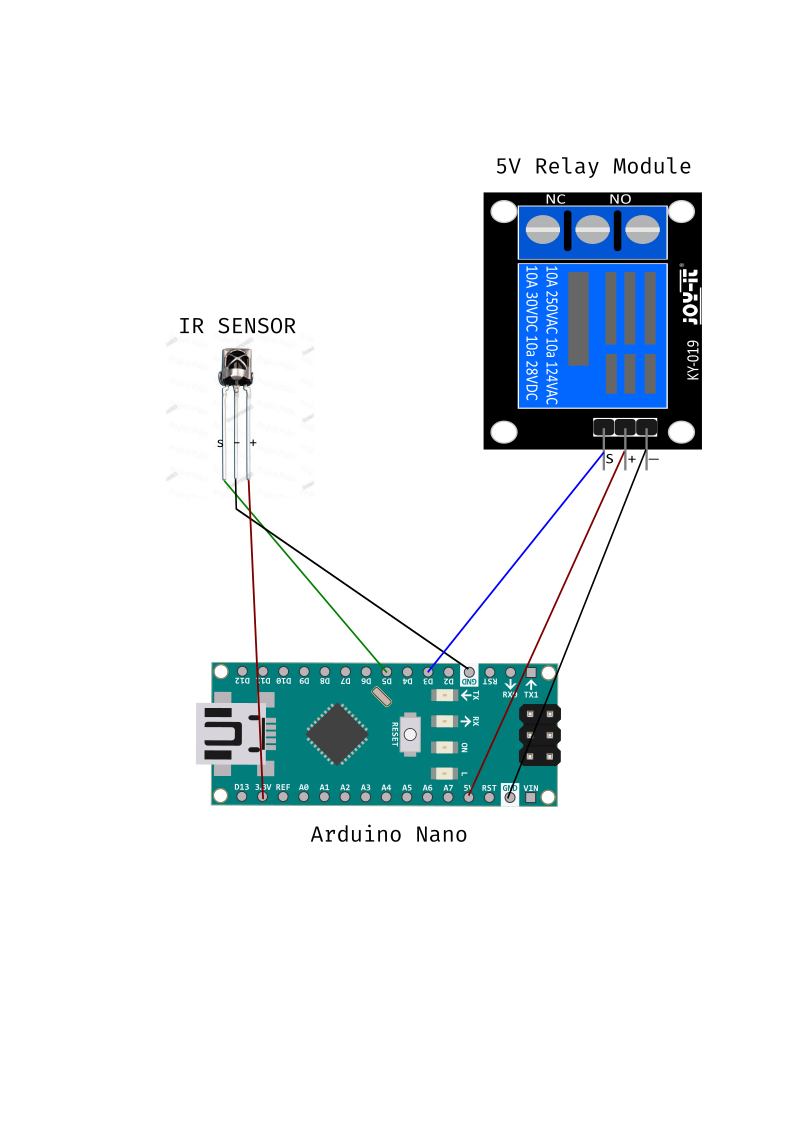 5V Relay Module
NC NO
10A 250VAC 10a 124VAC
10A 30VDC 10a 28VDC
JOY-iT
®
KY-019
S + —
IR SENSOR
S - +
D12 D11 D10 D9 D8 D7 D6 D5 D4 D3 D2 GND RST RX0 TX1
TX
RX
ON
L
RESET
D13 3.3V REF A0 A1 A2 A3 A4 A5 A6 A7 5V RST GND VIN
Arduino Nano